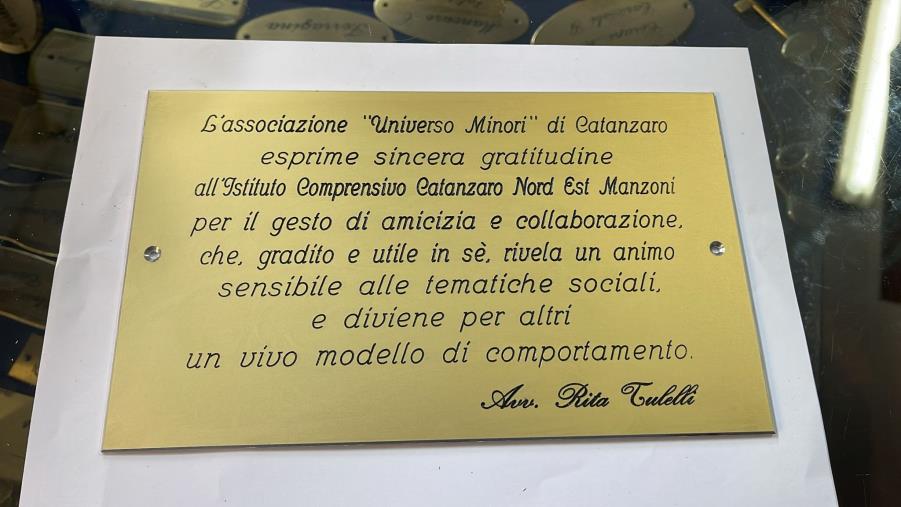 L'associazione "Universo Minori" di Catanzaro
esprime sincera gratitudine
all'Istituto Comprensivo Catanzaro Nord Est Manzoni
per il gesto di amicizia e collaborazione,
che, gradito e utile in sè, rivela un animo
sensibile alle tematiche sociali,
e diviene per altri
un vivo modello di comportamento.
Avv. Rita Tulelli